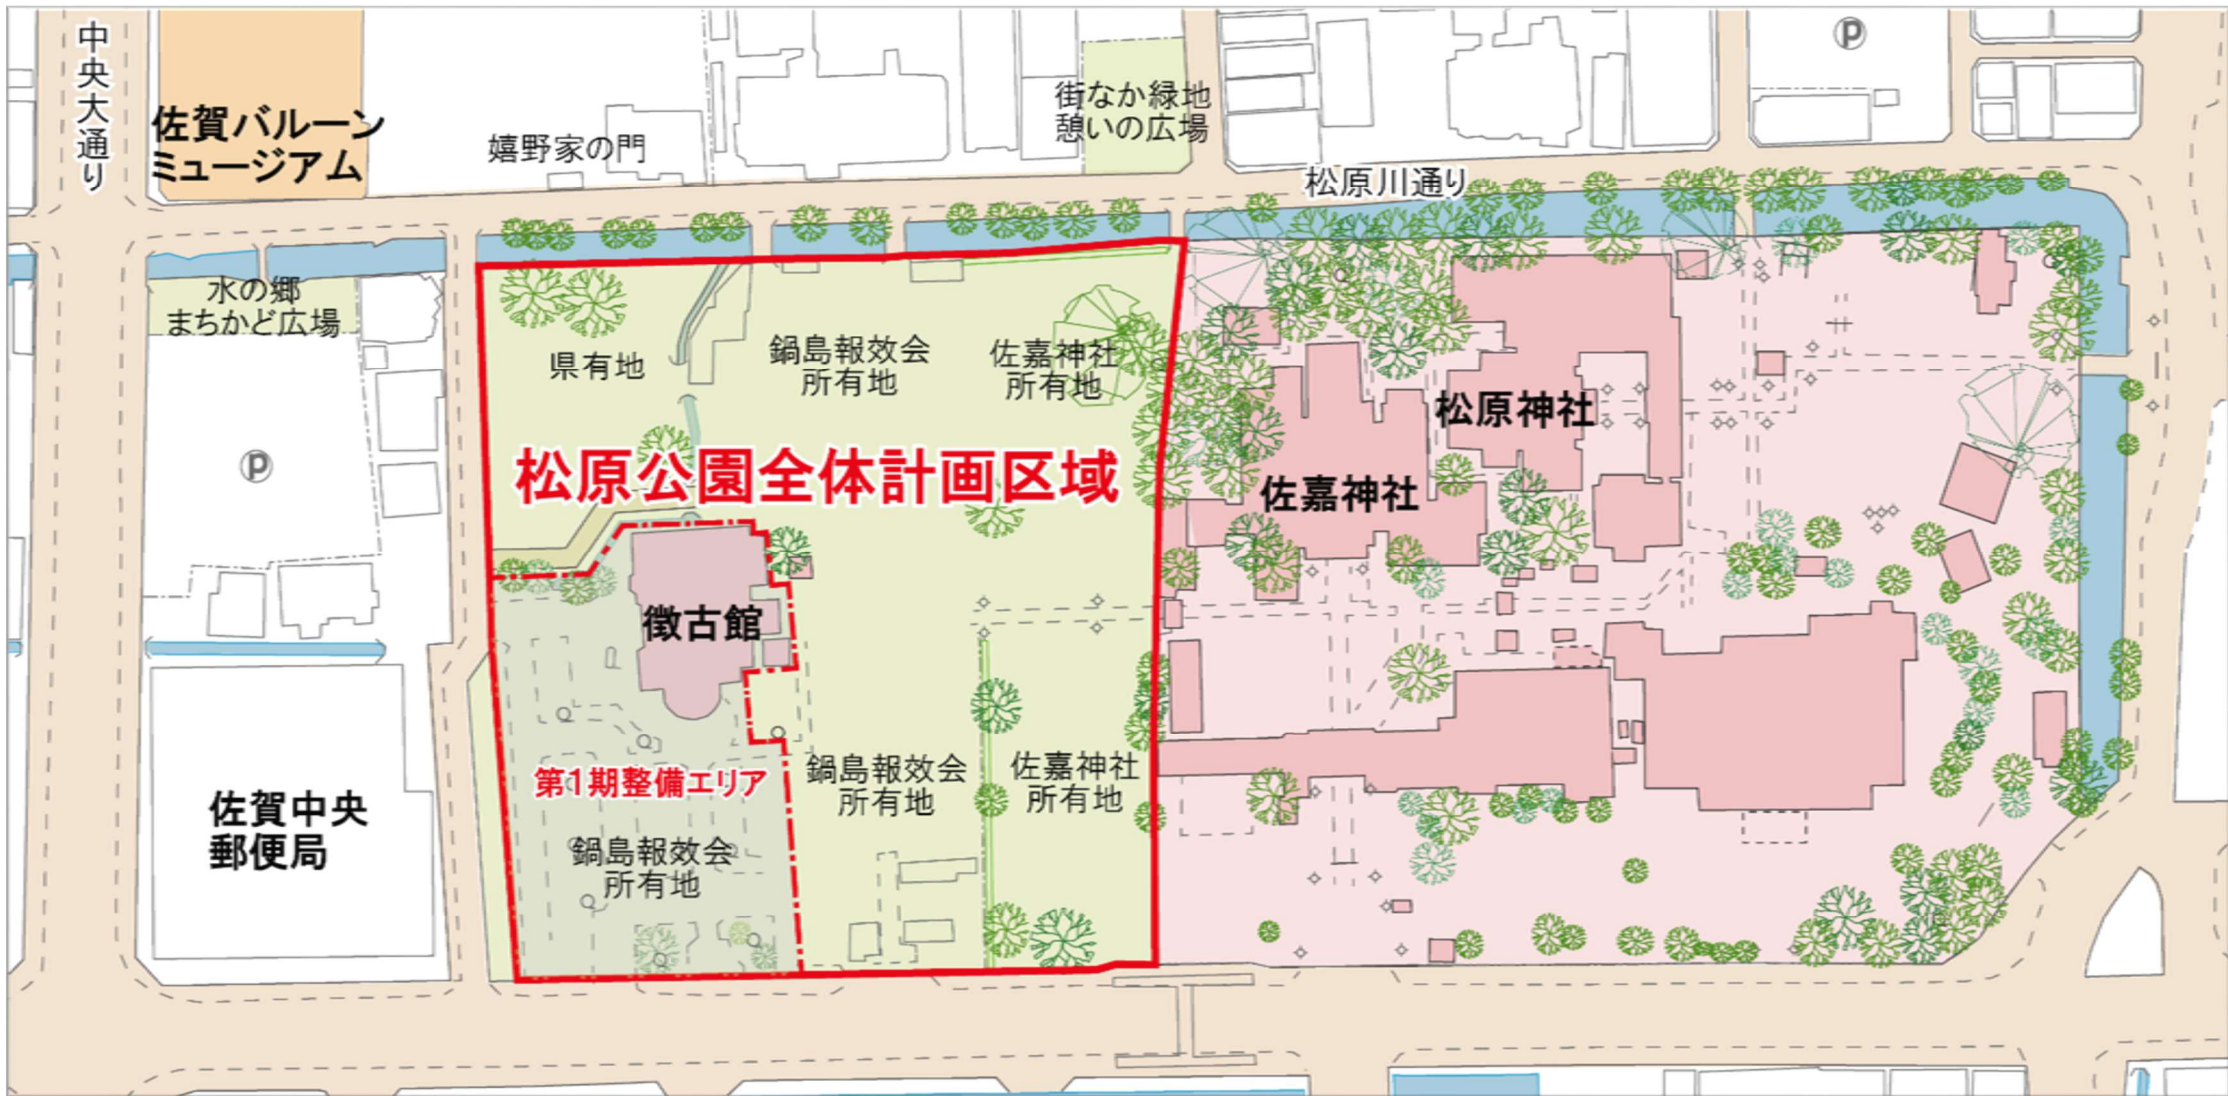 中央大通り
佐賀バルーン
ミュージアム
嬉野家の門
街なか緑地
憩いの広場
P
松原川通り
水の郷
まちかど広場
県有地
鍋島報效会
所有地
佐嘉神社
所有地
松原神社
P
松原公園全体計画区域
佐嘉神社
徴古館
第1期整備エリア
鍋島報效会
所有地
佐嘉神社
所有地
佐賀中央
郵便局
鍋島報效会
所有地